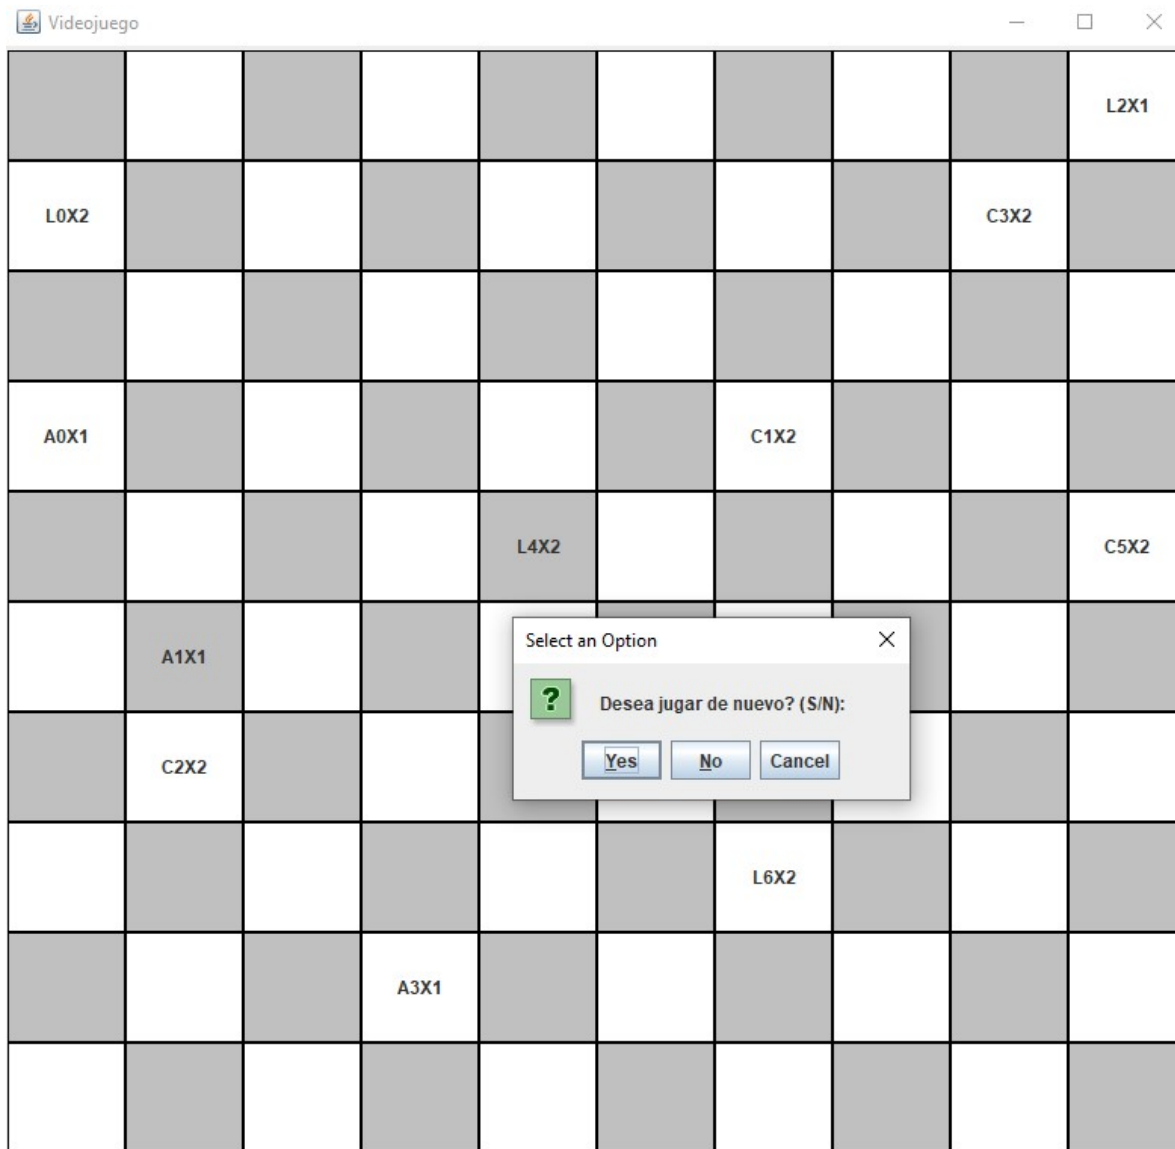 Videojuego
L2X1
L0X2
C3X2
A0X1
C1X2
L4X2
C5X2
A1X1
Select an Option
Desea jugar de nuevo? (S/N):
Yes
No
Cancel
C2X2
L6X2
A3X1